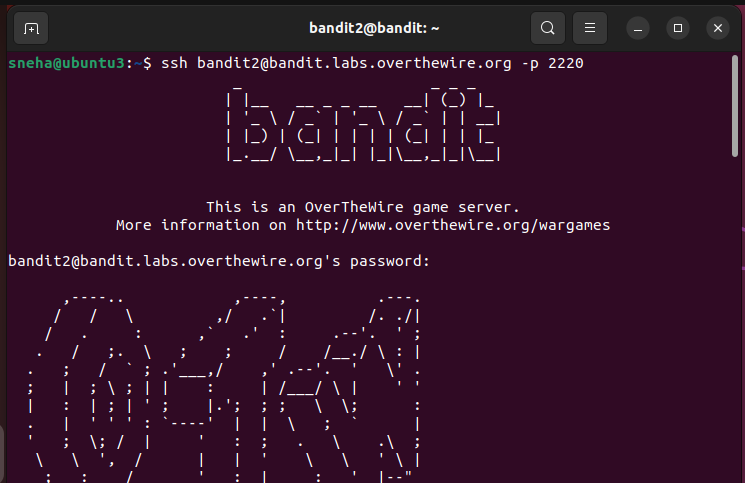 bandit2@bandit: ~
sneha@ubuntu3:~$ ssh bandit2@bandit.labs.overthewire.org -p 2220
bandit
This is an OverTheWire game server.
More information on http://www.overthewire.org/wargames
bandit2@bandit.labs.overthewire.org's password: